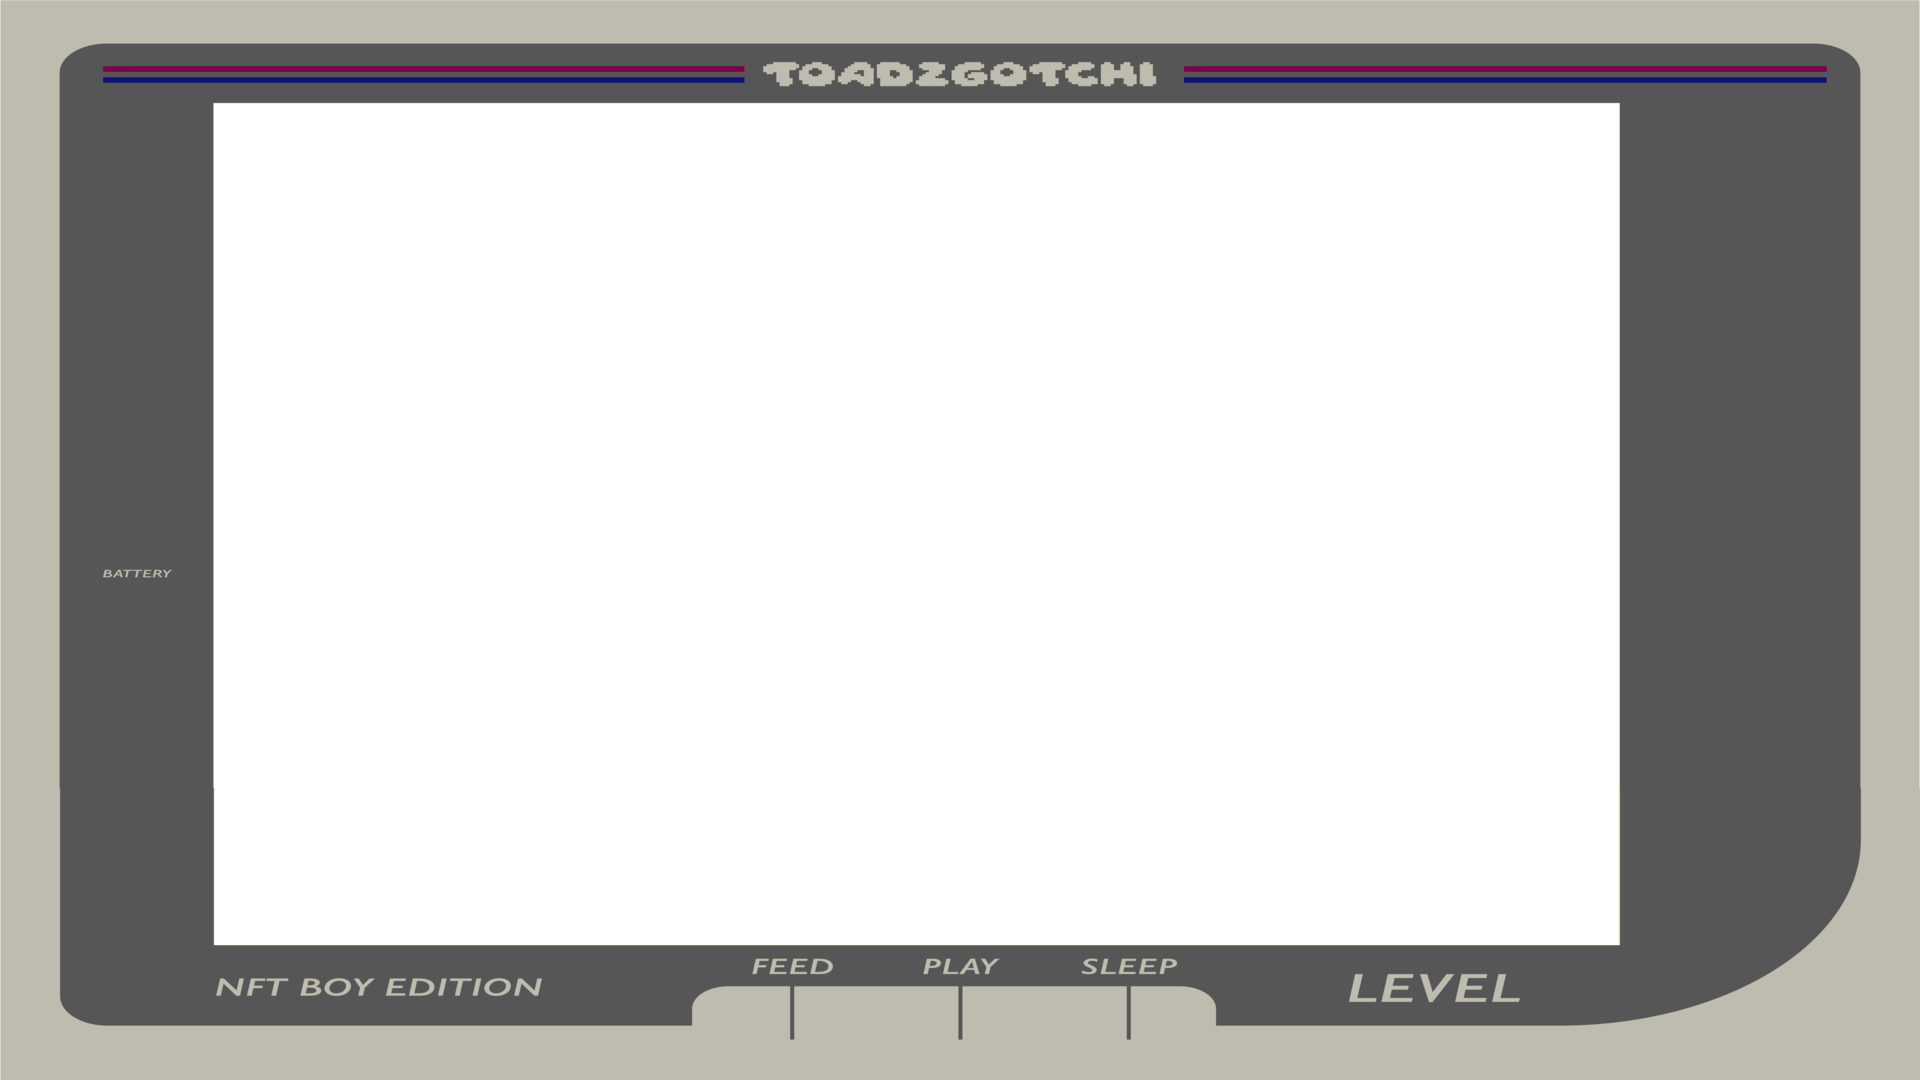 TOADZGOTCHI
BATTERY
FEED PLAY SLEEP
NFT BOY EDITION
LEVEL